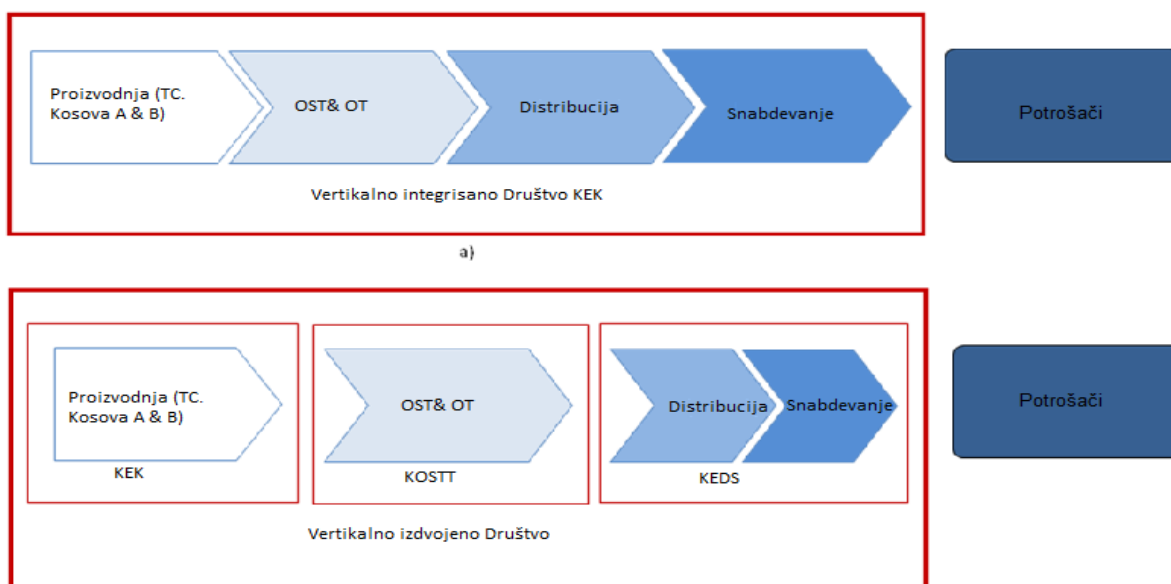 Proizvodnja (TC.
Kosova A & B)
OST& OT
Distribucija
Snabdevanje
Potrošači
Vertikalno integrisano Društvo KEK
a)
Proizvodnja (TC.
Kosova A & B)
OST& OT
Distribucija
Snabdevanje
Potrošači
KEK
KOSTT
KEDS
Vertikalno izdvojeno Društvo